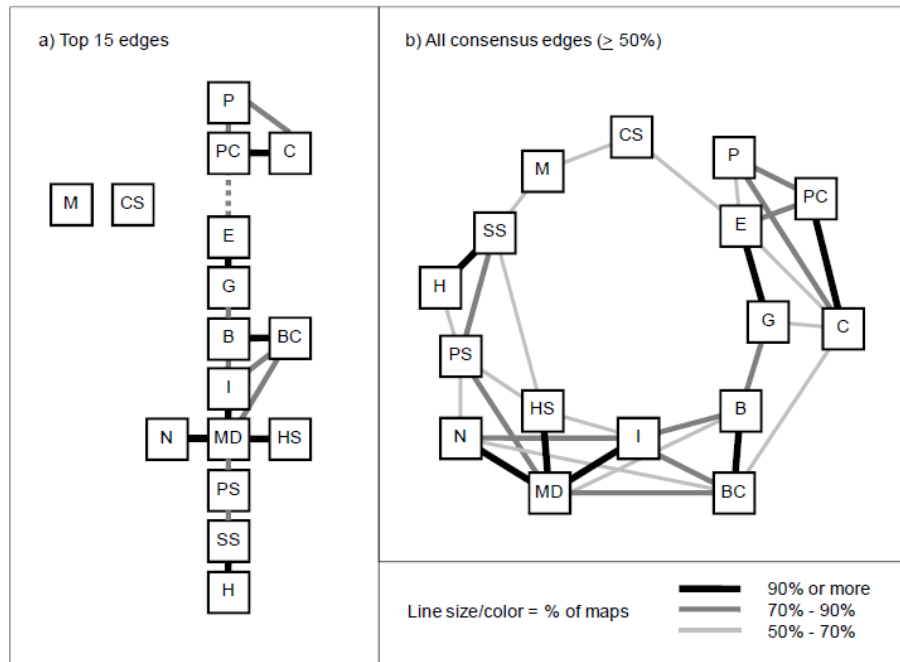 a) Top 15 edges
P
PC
C
M
CS
E
G
B
BC
I
N
MD
HS
PS
SS
H
b) All consensus edges (≥ 50%)
CS
P
M
PC
E
SS
H
G
C
PS
HS
B
N
I
MD
BC
Line size/color = % of maps
90% or more
70% - 90%
50% - 70%